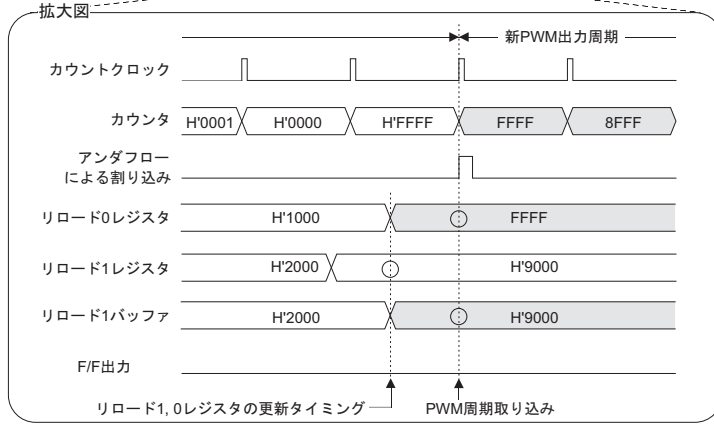 拡大図
新PWM出力周期
カウントクロック
カウンタ H'0001 H'0000 H'FFFF FFFF 8FFF
アンダフロー
による割り込み
リロード0レジスタ H'1000 FFFF
リロード1レジスタ H'2000 H'9000
リロード1バッファ H'2000 H'9000
F/F出力
リロード1, 0レジスタの更新タイミング PWM周期取り込み